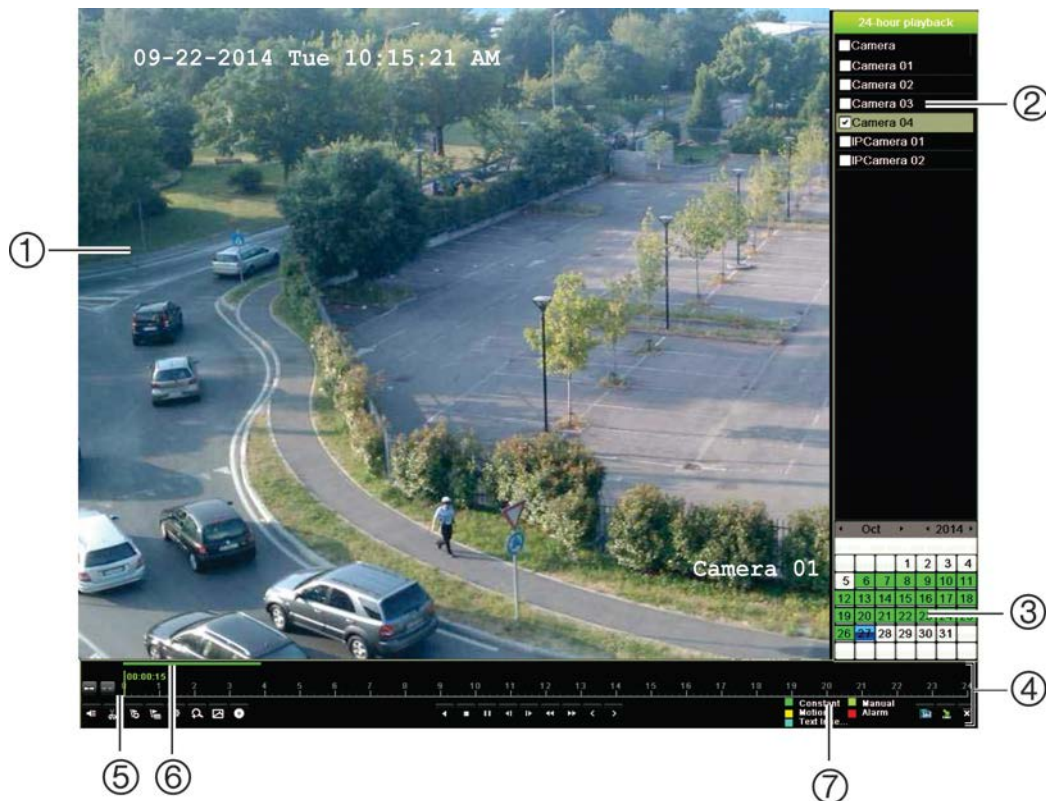 24-hour playback
09-22-2014 Tue 10:15:21 AM
Camera
Camera 01
Camera 02
Camera 03
Camera 04
IPCamera 01
IPCamera 02
①
②
Camera 01
Oct 2014
1 2 3 4
5 6 7 8 9 10 11
12 13 14 15 16 17 18
19 20 21 22 23 24 25
26 27 28 29 30 31
③
00:00:15
0 1 2 3 4 5 6 7 8 9 10 11 12 13 14 15 16 17 18 19 20 21 22 23 24
④
Constant Manual
Motion Alarm
Text
⑤ ⑥ ⑦